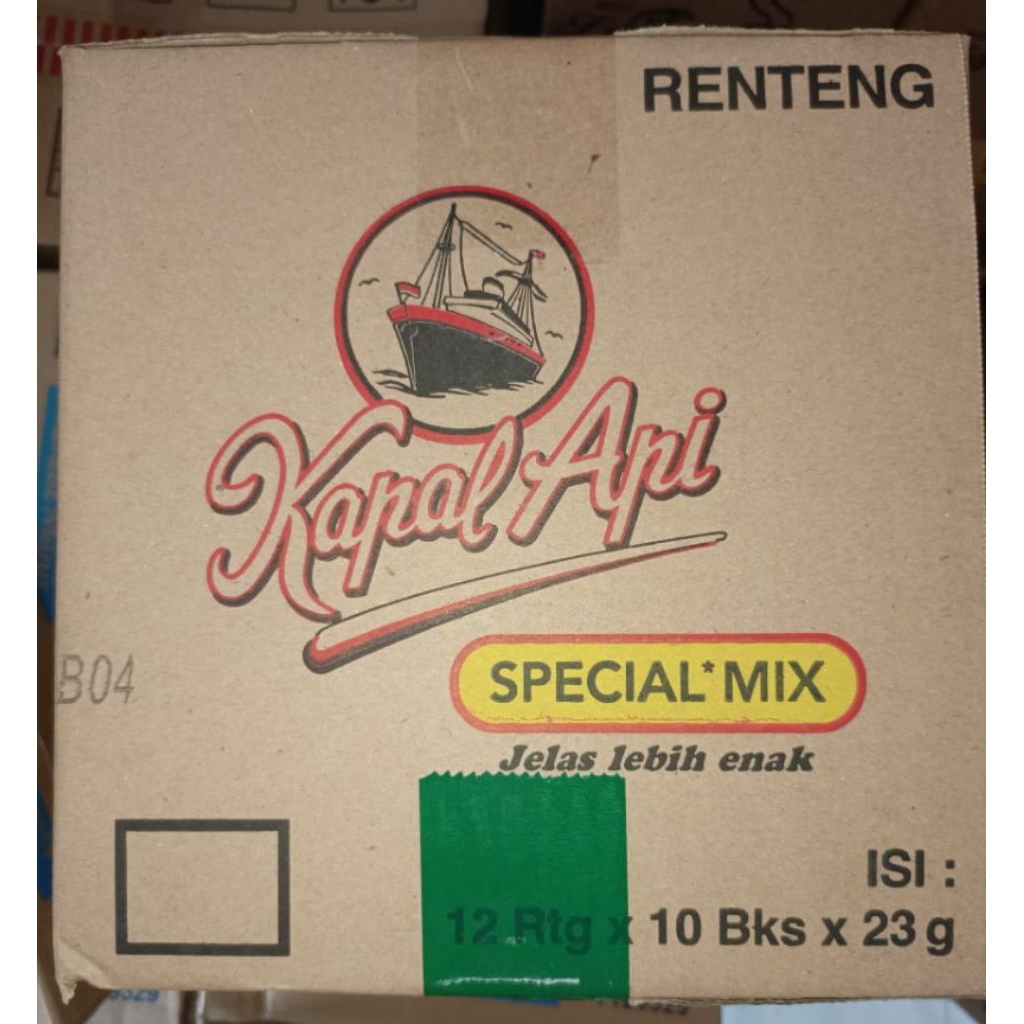 RENTENG
Kapal Api
SPECIAL* MIX
B04
Jelas lebih enak
ISI :
12 Rtg x 10 Bks x 23 g